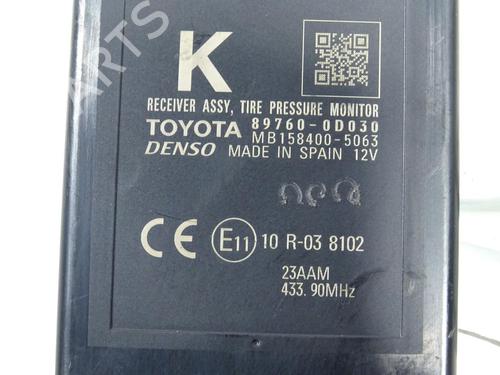 K
RECEIVER ASSY, TIRE PRESSURE MONITOR
TOYOTA 89760-0D030
MB158400-5063
DENSO MADE IN SPAIN 12V
CE E11 10 R-03 8102
23AAM
433.90MHz
PARTS